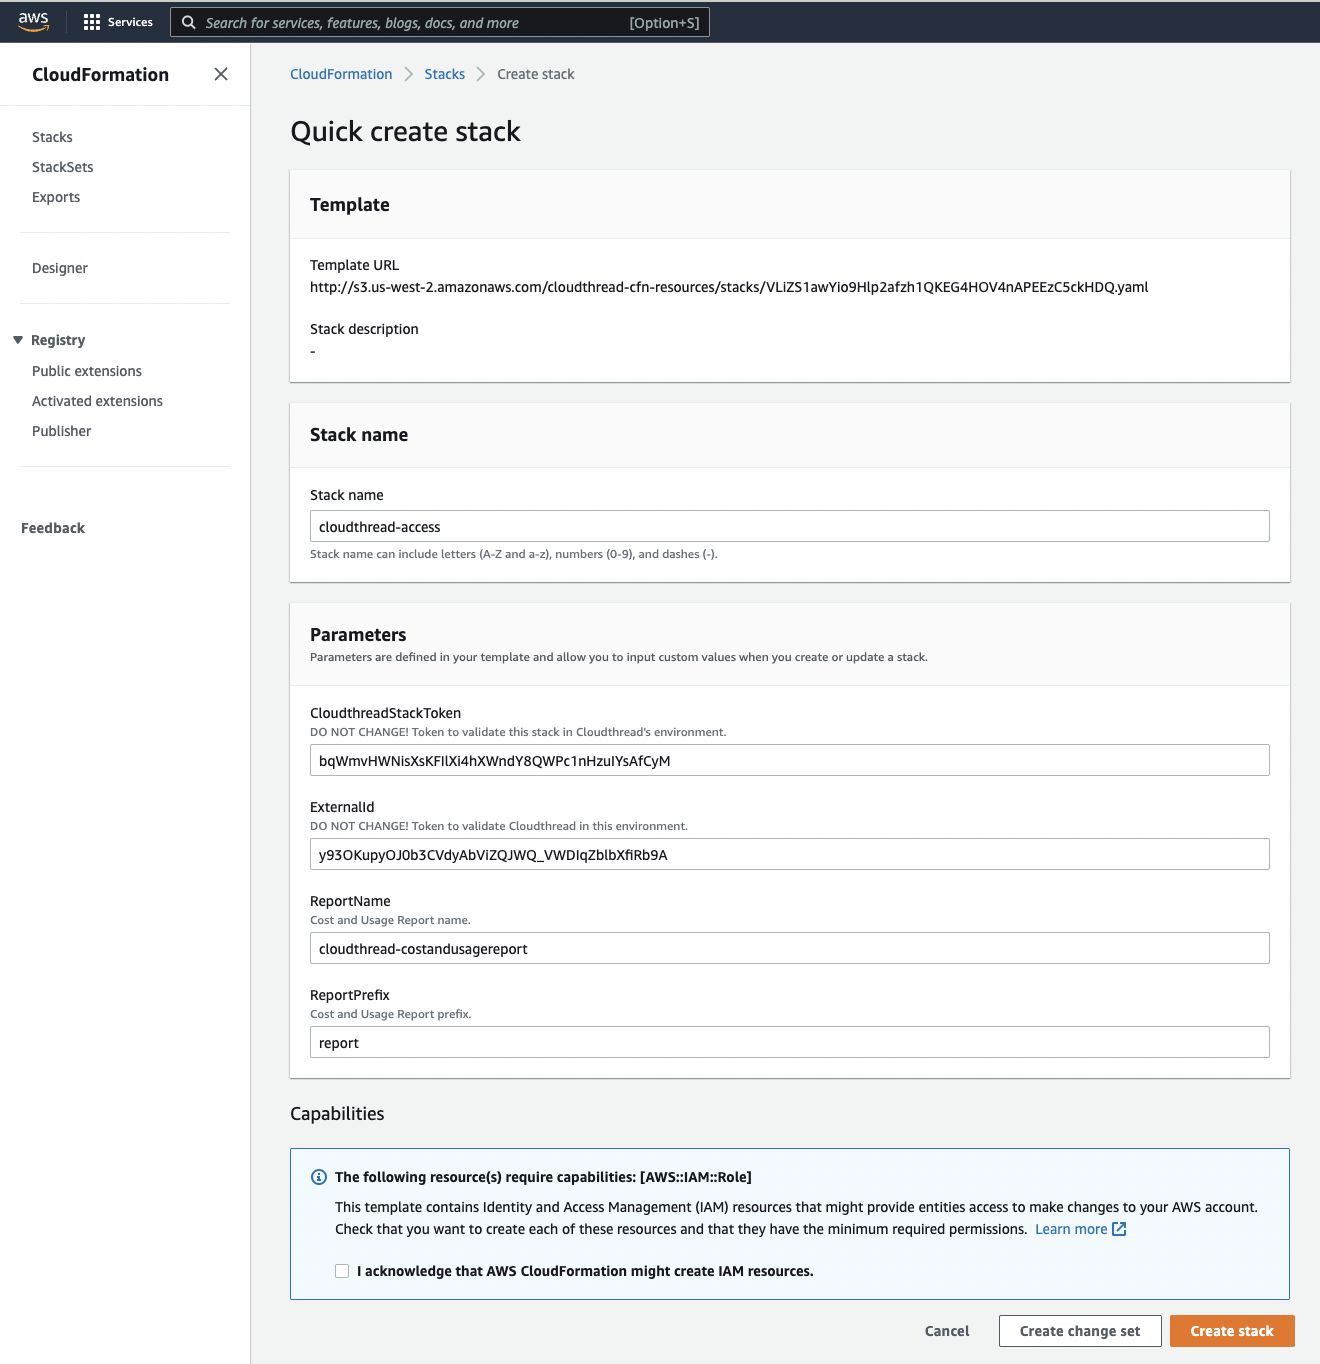 aws
Services
Search for services, features, blogs, docs, and more
[Option+S]
CloudFormation
Stacks
StackSets
Exports
Designer
Registry
Public extensions
Activated extensions
Publisher
Feedback
CloudFormation > Stacks > Create stack
Quick create stack
Template
Template URL
http://s3.us-west-2.amazonaws.com/cloudthread-cfn-resources/stacks/VLiZS1awYio9Hlp2afzh1QKEG4HOV4nAPEEzC5ckHDQ.yaml
Stack description
-
Stack name
Stack name
cloudthread-access
Stack name can include letters (A-Z and a-z), numbers (0-9), and dashes (-).
Parameters
Parameters are defined in your template and allow you to input custom values when you create or update a stack.
CloudthreadStackToken
DO NOT CHANGE! Token to validate this stack in Cloudthread's environment.
bqWmvHWNisXsKFIlXi4hXWndY8QWPc1nHzuIYsAfCyM
ExternalId
DO NOT CHANGE! Token to validate Cloudthread in this environment.
y93OKupyOJ0b3CVdyAbViZQJWQ_VWDIqZblbXfiRb9A
ReportName
Cost and Usage Report name.
cloudthread-costandusagereport
ReportPrefix
Cost and Usage Report prefix.
report
Capabilities
The following resource(s) require capabilities: [AWS::IAM::Role]
This template contains Identity and Access Management (IAM) resources that might provide entities access to make changes to your AWS account.
Check that you want to create each of these resources and that they have the minimum required permissions. Learn more
I acknowledge that AWS CloudFormation might create IAM resources.
Cancel
Create change set
Create stack